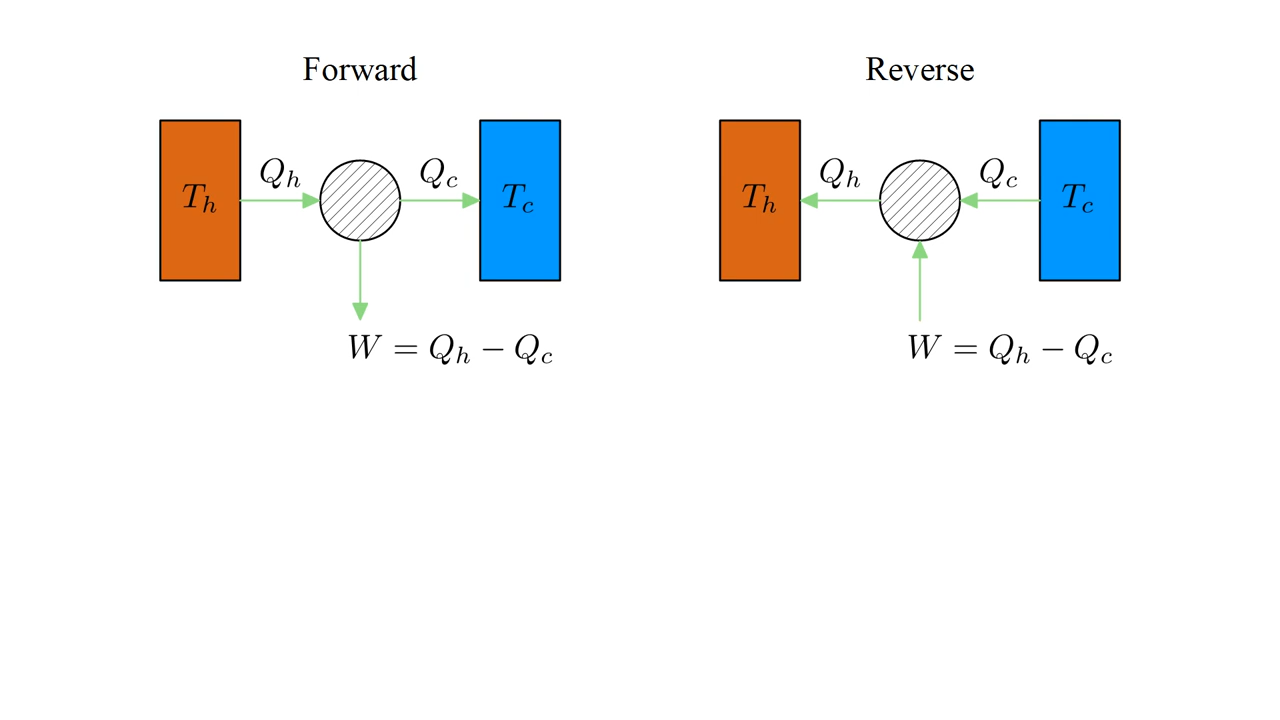 Forward
Reverse
T_h
Q_h
Q_c
T_c
W = Q_h − Q_c
T_h
Q_h
Q_c
T_c
W = Q_h − Q_c